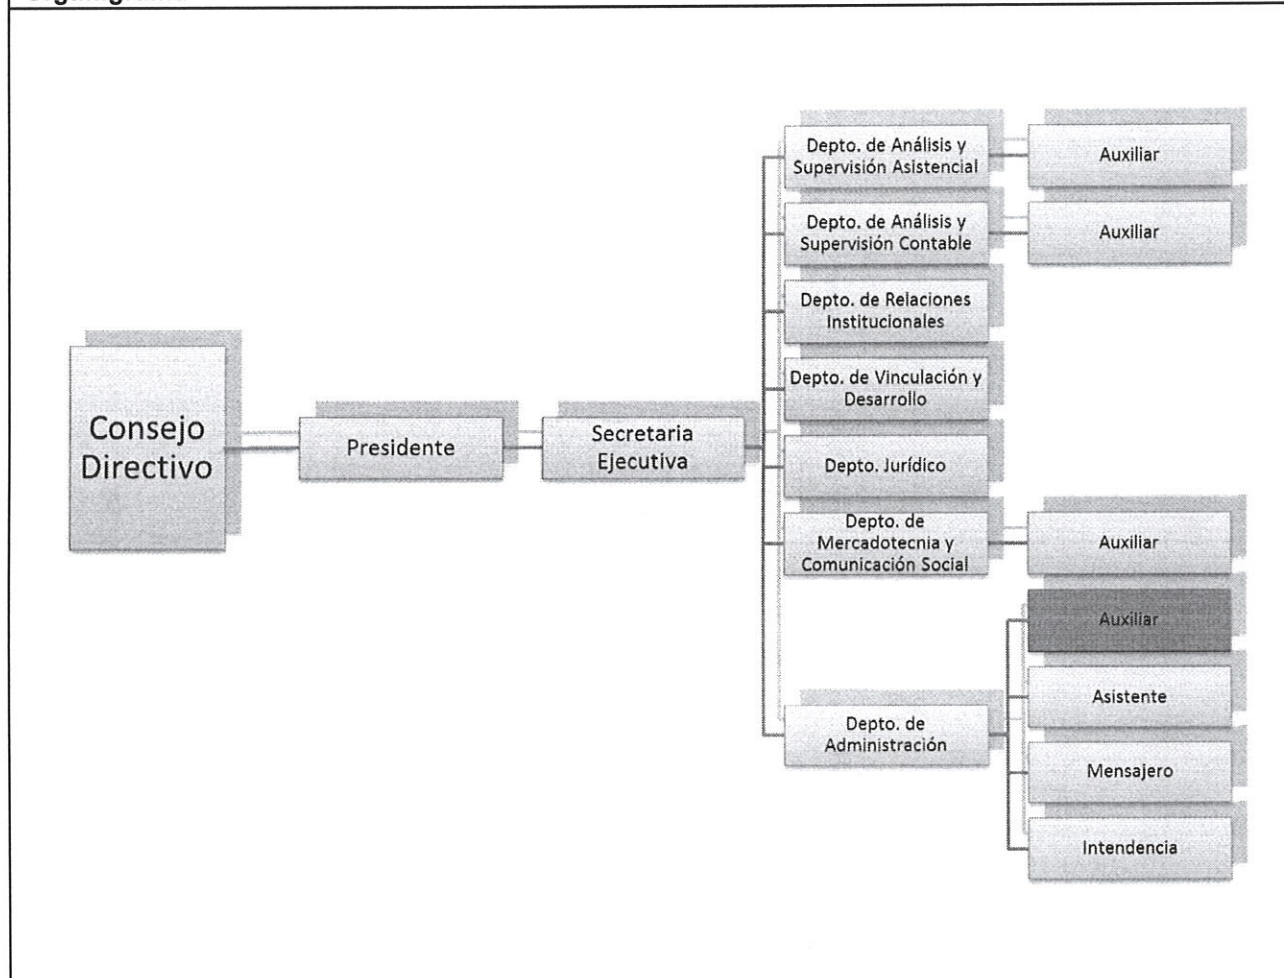 Consejo
Directivo
Presidente
Secretaria
Ejecutiva
Depto. de Análisis y
Supervisión Asistencial
Auxiliar
Depto. de Análisis y
Supervisión Contable
Auxiliar
Depto. de Relaciones
Institucionales
Depto. de Vinculación y
Desarrollo
Depto. Jurídico
Depto. de
Mercadotecnia y
Comunicación Social
Auxiliar
Depto. de
Administración
Auxiliar
Asistente
Mensajero
Intendencia